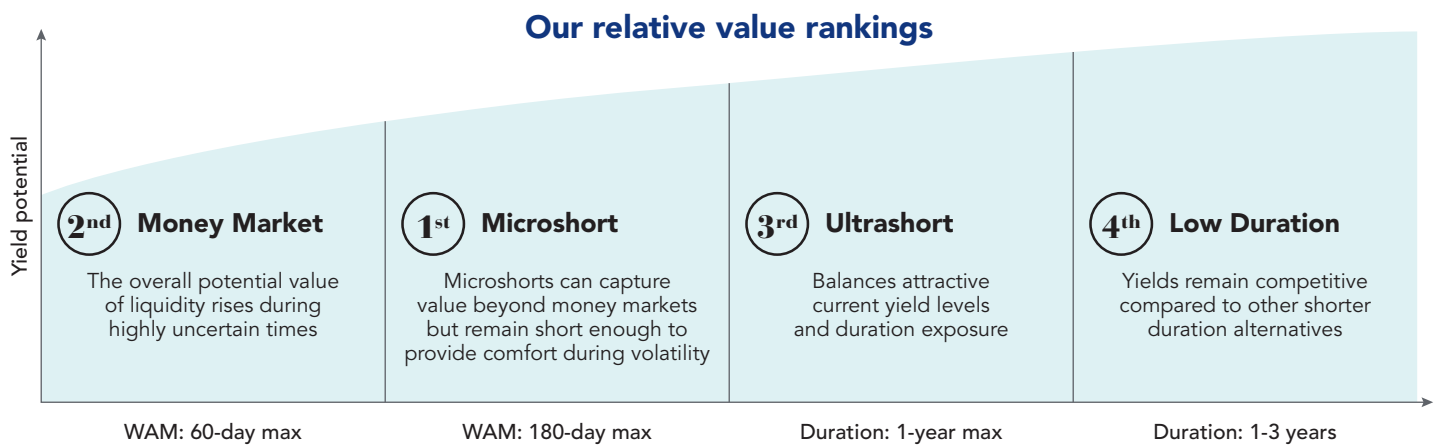 Our relative value rankings
Yield potential
2nd Money Market
The overall potential value
of liquidity rises during
highly uncertain times
WAM: 60-day max
1st Microshort
Microshorts can capture
value beyond money markets
but remain short enough to
provide comfort during volatility
WAM: 180-day max
3rd Ultrashort
Balances attractive
current yield levels
and duration exposure
Duration: 1-year max
4th Low Duration
Yields remain competitive
compared to other shorter
duration alternatives
Duration: 1-3 years